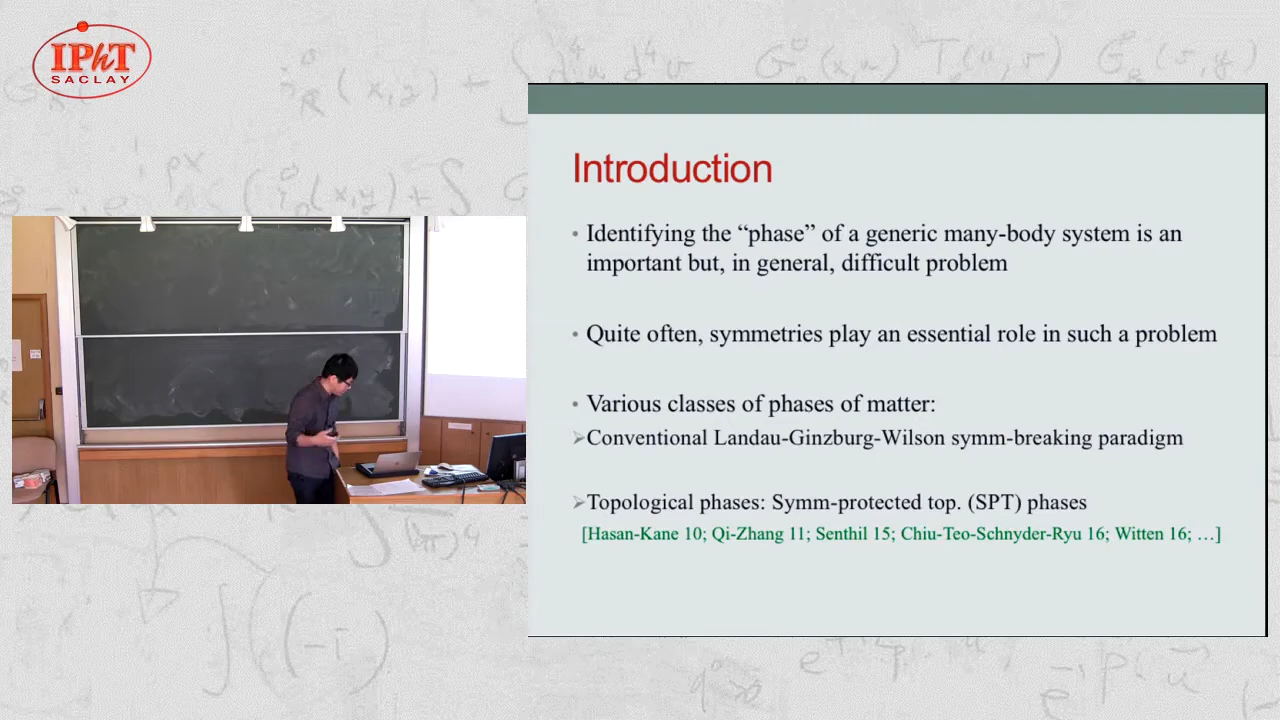 IPhT
SACLAY
Introduction
• Identifying the “phase” of a generic many-body system is an
important but, in general, difficult problem
• Quite often, symmetries play an essential role in such a problem
• Various classes of phases of matter:
➢Conventional Landau-Ginzburg-Wilson symm-breaking paradigm
➢Topological phases: Symm-protected top. (SPT) phases
[Hasan-Kane 10; Qi-Zhang 11; Senthil 15; Chiu-Teo-Schnyder-Ryu 16; Witten 16; …]